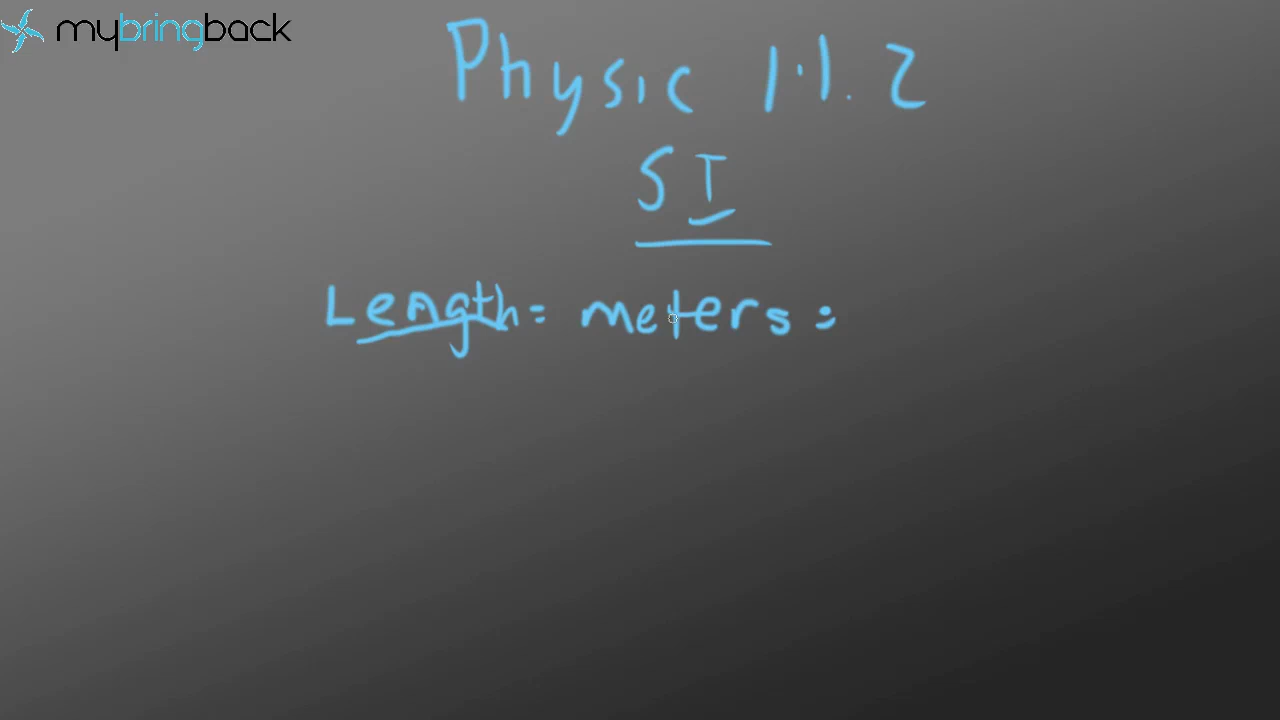 mybringback
Physic 1.1.2
SI
Length = meters =